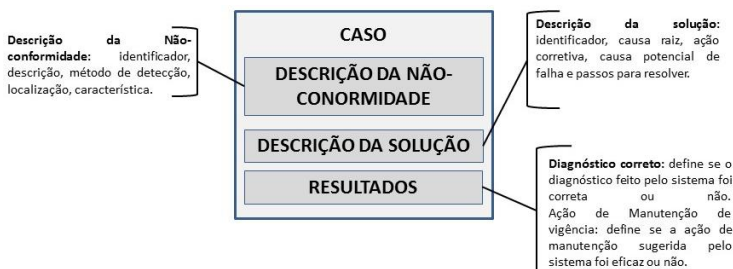 Descrição da Não-
conformidade: identificador,
descrição, método de detecção,
localização, característica.
CASO
DESCRIÇÃO DA NÃO-
CONORMIDADE
DESCRIÇÃO DA SOLUÇÃO
RESULTADOS
Descrição da solução:
identificador, causa raiz, ação
corretiva, causa potencial de
falha e passos para resolver.
Diagnóstico correto: define se o
diagnóstico feito pelo sistema foi
correta ou não.
Ação de Manutenção de
vigência: define se a ação de
manutenção sugerida pelo
sistema foi eficaz ou não.